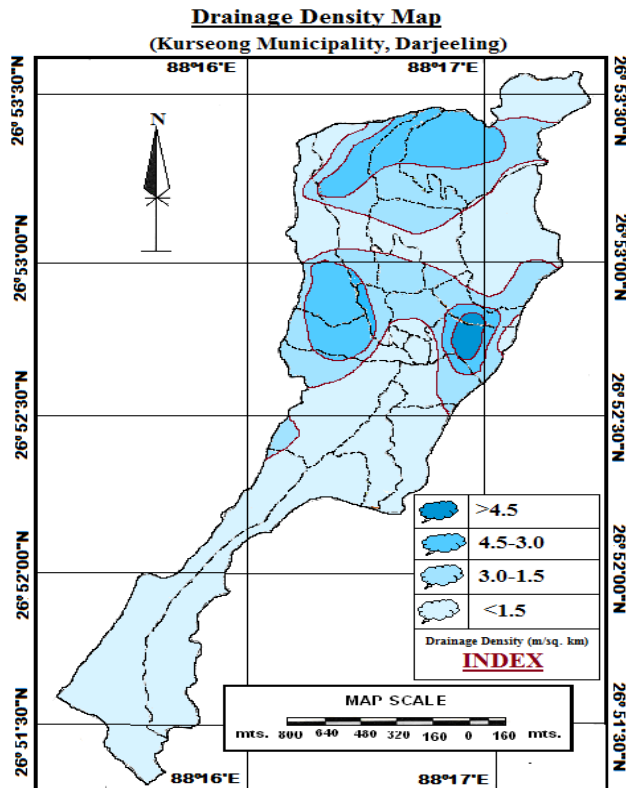 Drainage Density Map
(Kurseong Municipality, Darjeeling)
88°16'E 88°17'E
26°53'30"N 26°53'30"N
N
26°53'00"N 26°53'00"N
26°52'30"N 26°52'30"N
>4.5
4.5-3.0
3.0-1.5
<1.5
Drainage Density (m/sq. km)
INDEX
26°52'00"N 26°52'00"N
MAP SCALE
mts. 800 640 480 320 160 0 160 mts.
26°51'30"N 26°51'30"N
88°16'E 88°17'E